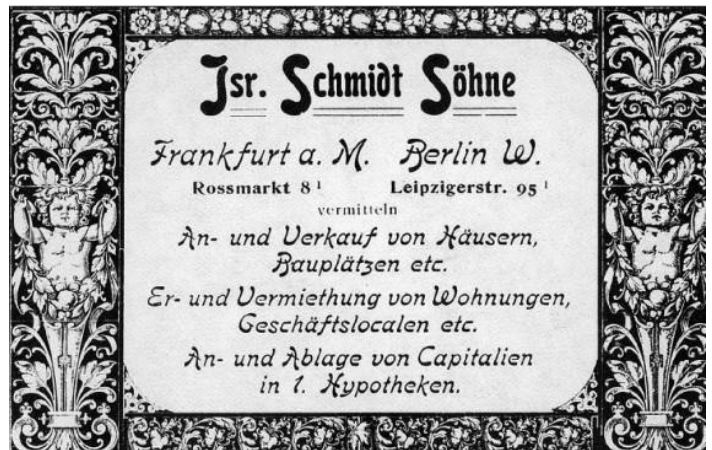 Isr. Schmidt Söhne
Frankfurt a. M. Berlin W.
Rossmarkt 8 I Leipzigerstr. 95 I
vermitteln
An- und Verkauf von Häusern,
Bauplätzen etc.
Er- und Vermiethung von Wohnungen,
Geschäftslocalen etc.
An- und Ablage von Capitalien
in 1. Hypotheken.